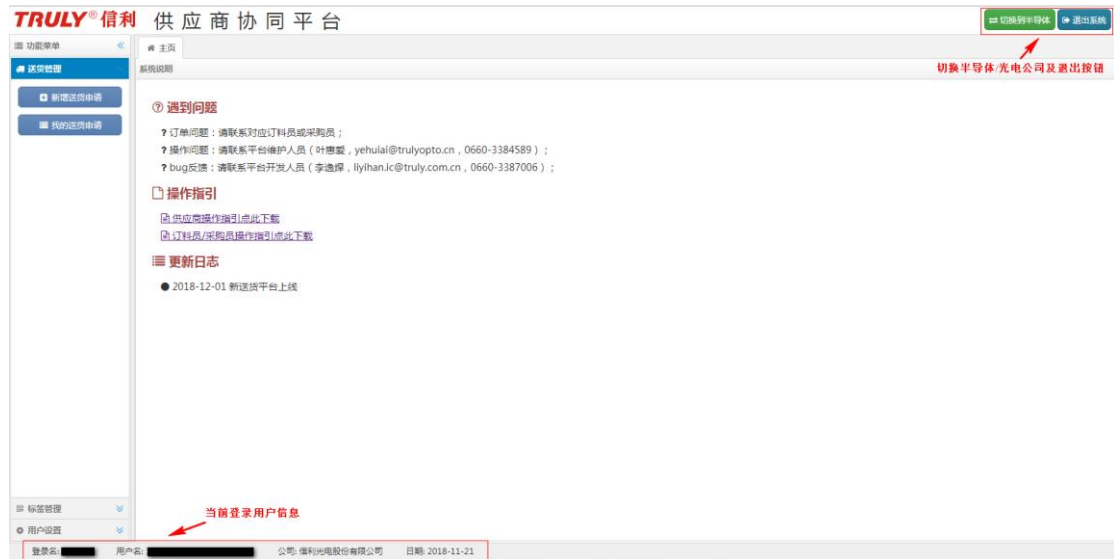 TRULY®信利 供应商协同平台
切换到半导体 退出系统
功能菜单
主页
送货管理
系统说明
切换半导体/光电公司及退出按钮
新增送货申请
我的送货申请
遇到问题
? 订单问题：请联系对应订料员或采购员；
? 操作问题：请联系平台维护人员（叶惠爱，yehuiai@trulyopto.cn，0660-3384589）；
? bug反馈：请联系平台开发人员（李逸焊，liyihan.ic@truly.com.cn，0660-3387006）；
操作指引
供应商操作指引点此下载
订料员/采购员操作指引点此下载
更新日志
● 2018-12-01 新送货平台上线
标签管理
当前登录用户信息
用户设置
登录名: 用户名: 公司: 信利光电股份有限公司 日期: 2018-11-21